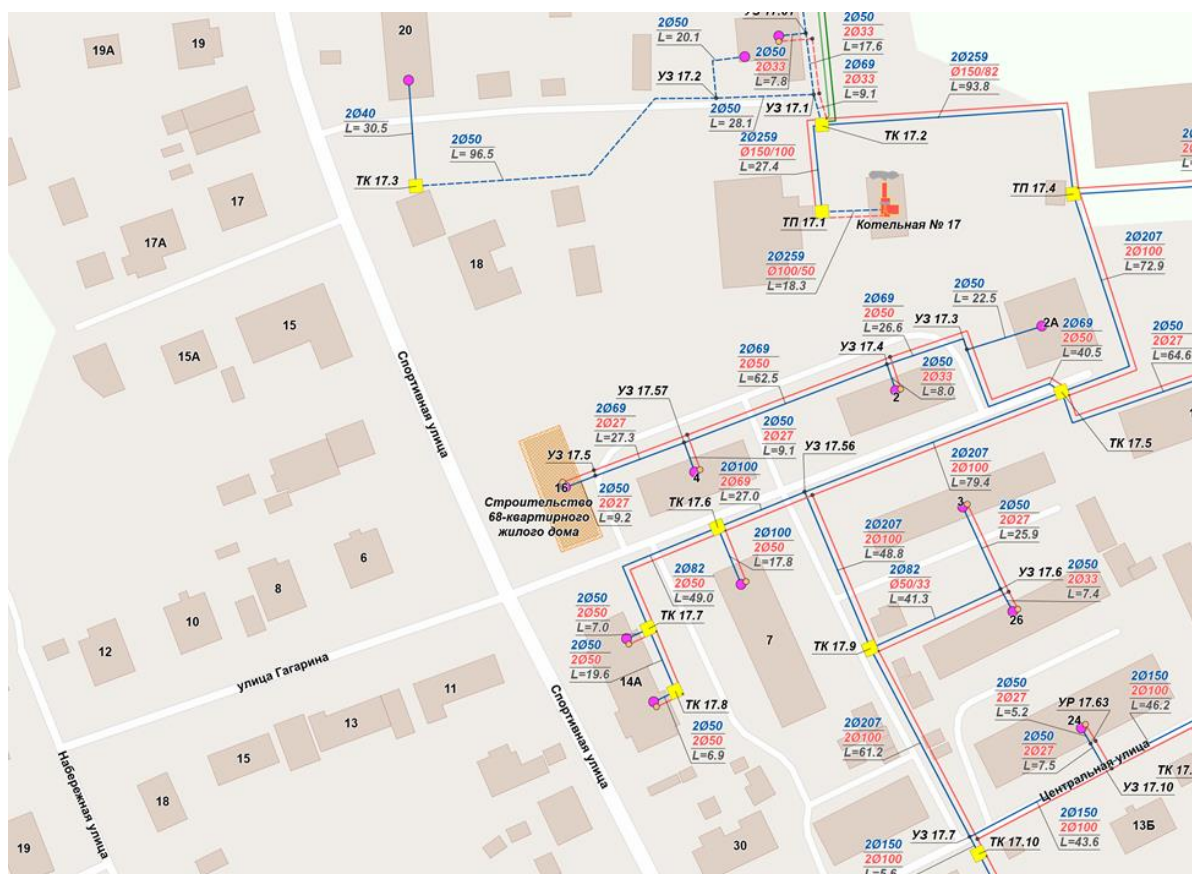 19А
19
20
УЗ 17.61
2Ø50
L= 20.1
2Ø50
2Ø33
L=7.8
2Ø50
2Ø33
L=17.6
2Ø69
2Ø33
L=9.1
2Ø259
Ø150/82
L=93.8
УЗ 17.2
УЗ 17.1
2Ø40
L= 30.5
2Ø50
L= 28.1
2Ø50
L= 96.5
2Ø259
Ø150/100
L=27.4
ТК 17.2
ТК 17.3
ТП 17.4
17
17А
18
ТП 17.1
Котельная № 17
2Ø259
Ø100/50
L=18.3
2Ø207
2Ø100
L=72.9
2Ø50
L= 22.5
2А
15
15А
2Ø69
2Ø50
L=26.6
УЗ 17.3
УЗ 17.4
2Ø69
2Ø50
L=40.5
2Ø50
2Ø27
L=64.6
2Ø69
2Ø50
L=62.5
2Ø50
2Ø33
L=8.0
2
Спортивная улица
УЗ 17.57
2Ø69
2Ø27
L=27.3
2Ø50
2Ø27
L=9.1
УЗ 17.56
ТК 17.5
УЗ 17.5
4
2Ø100
2Ø69
L=27.0
2Ø207
2Ø100
L=79.4
16
2Ø50
2Ø27
L=9.2
ТК 17.6
Строительство
68-квартирного
жилого дома
3
2Ø50
2Ø27
L=25.9
2Ø207
2Ø100
L=48.8
6
8
2Ø100
2Ø50
L=17.8
2Ø82
2Ø50
L=49.0
2Ø82
Ø50/33
L=41.3
УЗ 17.6
2Ø50
2Ø33
L=7.4
26
10
12
2Ø50
2Ø50
L=7.0
ТК 17.7
7
ТК 17.9
2Ø50
2Ø50
L=19.6
улица Гагарина
14А
ТК 17.8
11
13
15
2Ø50
2Ø50
L=6.9
2Ø207
2Ø100
L=61.2
2Ø50
2Ø27
L=5.2
УР 17.63
24
2Ø150
2Ø100
L=46.2
2Ø50
2Ø27
L=7.5
Спортивная улица
Набережная улица
Центральная улица
УЗ 17.10
18
19
30
УЗ 17.7
ТК 17.10
2Ø150
2Ø100
L=43.6
13Б
2Ø150
2Ø100
L=5.6